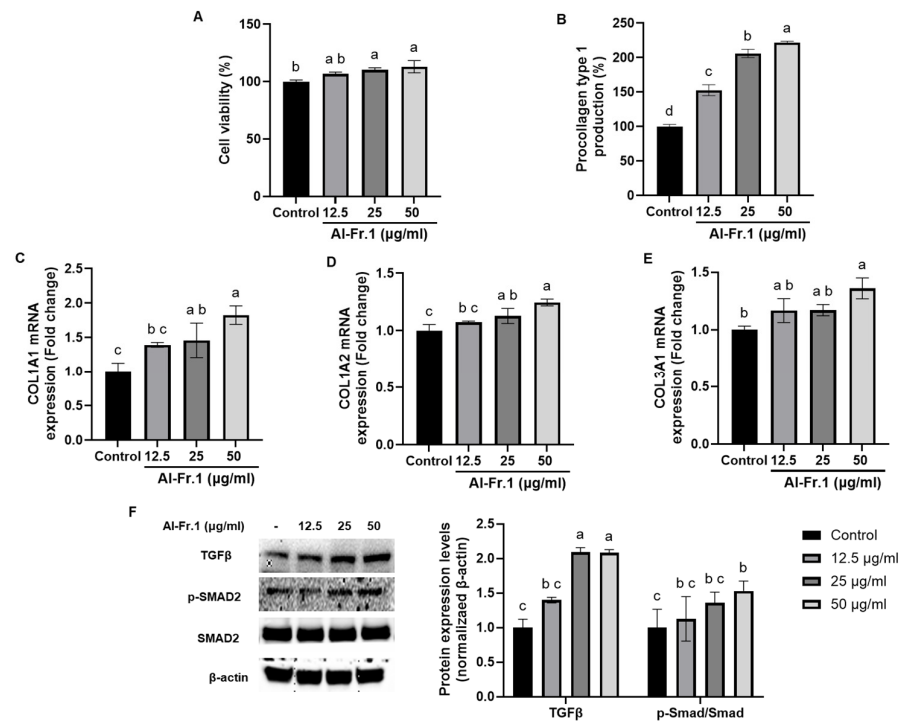 A
Cell viability (%)
150
100
50
0
b
a b
a
a
Control 12.5 25 50
Al-Fr.1 (µg/ml)
B
Procollagen type 1
production (%)
250
200
150
100
50
0
d
c
b
a
Control 12.5 25 50
Al-Fr.1 (µg/ml)
C
COL1A1 mRNA
expression (Fold change)
2.5
2.0
1.5
1.0
0.5
0.0
c
b c
a b
a
Control 12.5 25 50
Al-Fr.1 (µg/ml)
D
COL1A2 mRNA
expression (Fold change)
1.5
1.0
0.5
0.0
c
b c
a b
a
Control 12.5 25 50
Al-Fr.1 (µg/ml)
E
COL3A1 mRNA
expression (Fold change)
1.5
1.0
0.5
0.0
b
a b
a b
a
Control 12.5 25 50
Al-Fr.1 (µg/ml)
F
Al-Fr.1 (µg/ml) - 12.5 25 50
TGFβ
p-SMAD2
SMAD2
β-actin
Protein expression levels
(normalizaed β-actin)
2.5
2.0
1.5
1.0
0.5
0.0
c
b c
a
a
c
b c
b c
b
TGFβ
p-Smad/Smad
Control
12.5 µg/ml
25 µg/ml
50 µg/ml